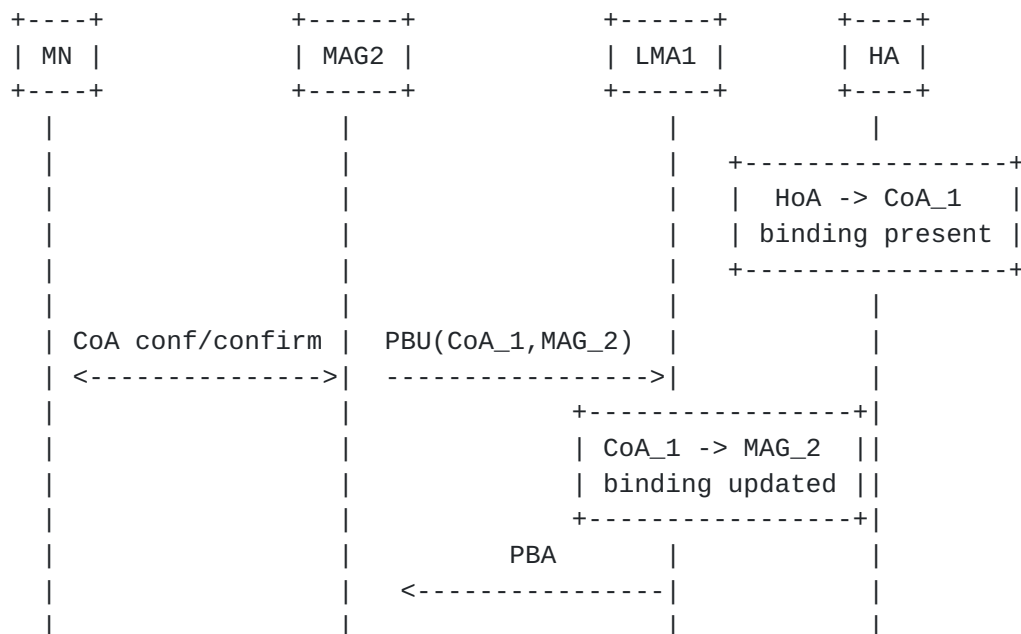 +----+            +------+            +------+       +----+
| MN |            | MAG2 |            | LMA1 |       | HA |
+----+            +------+            +------+       +----+
  |                  |                    |            |
  |                  |                    |   +-----------------+
  |                  |                    |   |  HoA -> CoA_1   |
  |                  |                    |   | binding present |
  |                  |                    |   +-----------------+
  |                  |                    |            |
  | CoA conf/confirm |  PBU(CoA_1,MAG_2)  |            |
  | <--------------->|  ----------------->|            |
  |                  |              +-----------------+|
  |                  |              | CoA_1 -> MAG_2  ||
  |                  |              | binding updated ||
  |                  |              +-----------------+|
  |                  |          PBA       |            |
  |                  |   <----------------|            |
  |                  |                    |            |